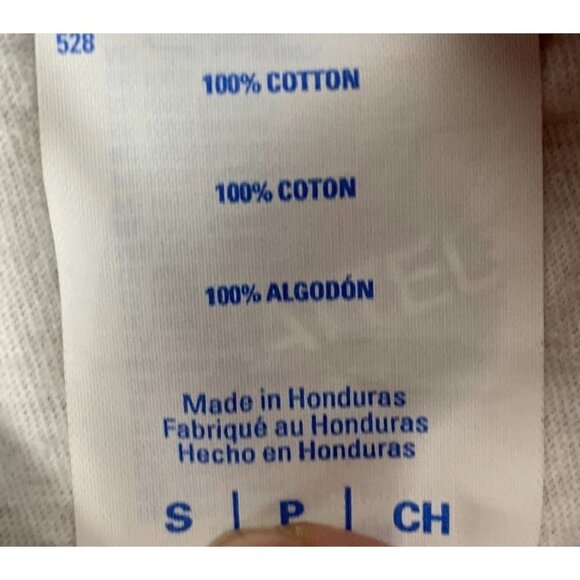 528
100% COTTON
100% COTON
100% ALGODÓN
Made in Honduras
Fabriqué au Honduras
Hecho en Honduras
S | P | CH